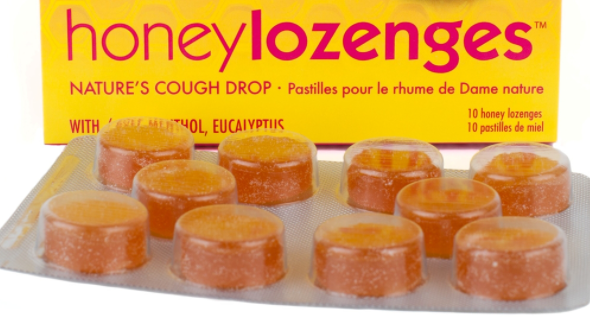 honeylozenges™
NATURE'S COUGH DROP · Pastilles pour le rhume de Dame nature
10 honey lozenges
WITH MENTHOL, EUCALYPTUS
10 pastilles de miel